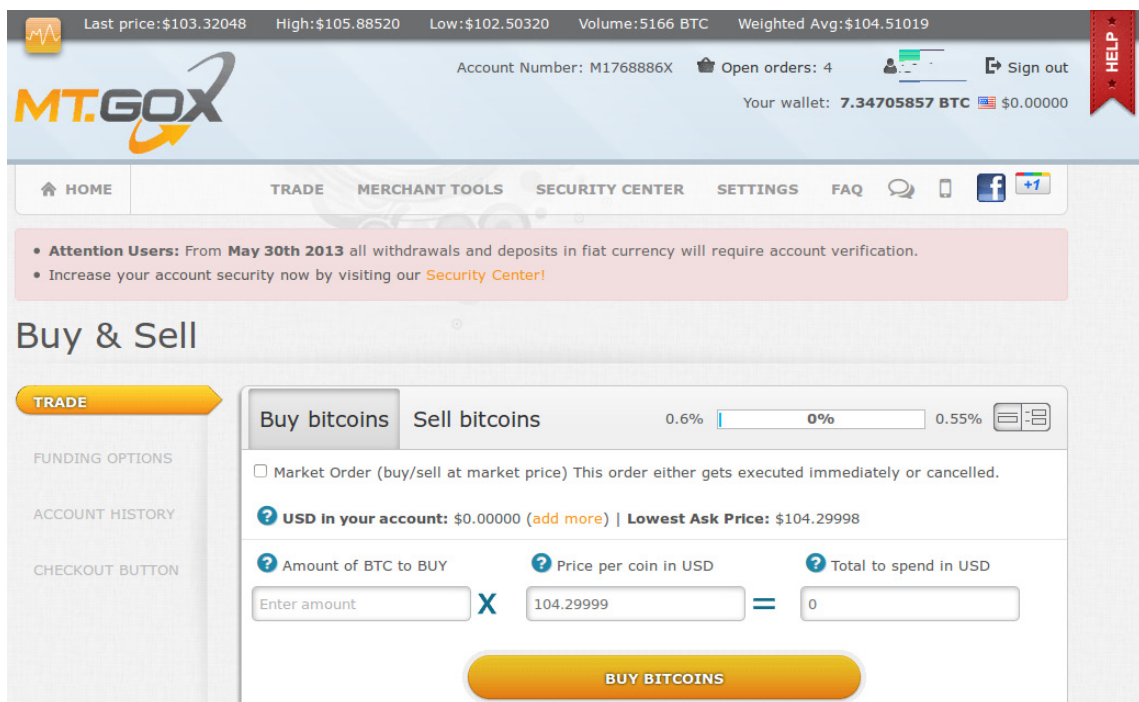 Last price:$103.32048 High:$105.88520 Low:$102.50320 Volume:5166 BTC Weighted Avg:$104.51019
HELP
MT.GOX
Account Number: M1768886X Open orders: 4 Sign out
Your wallet: 7.34705857 BTC $0.00000
HOME TRADE MERCHANT TOOLS SECURITY CENTER SETTINGS FAQ f +1
• Attention Users: From May 30th 2013 all withdrawals and deposits in fiat currency will require account verification.
• Increase your account security now by visiting our Security Center!
Buy & Sell
TRADE
FUNDING OPTIONS
ACCOUNT HISTORY
CHECKOUT BUTTON
Buy bitcoins Sell bitcoins 0.6% 0% 0.55%
Market Order (buy/sell at market price) This order either gets executed immediately or cancelled.
? USD in your account: $0.00000 (add more) | Lowest Ask Price: $104.29998
? Amount of BTC to BUY ? Price per coin in USD ? Total to spend in USD
Enter amount X 104.29999 = 0
BUY BITCOINS